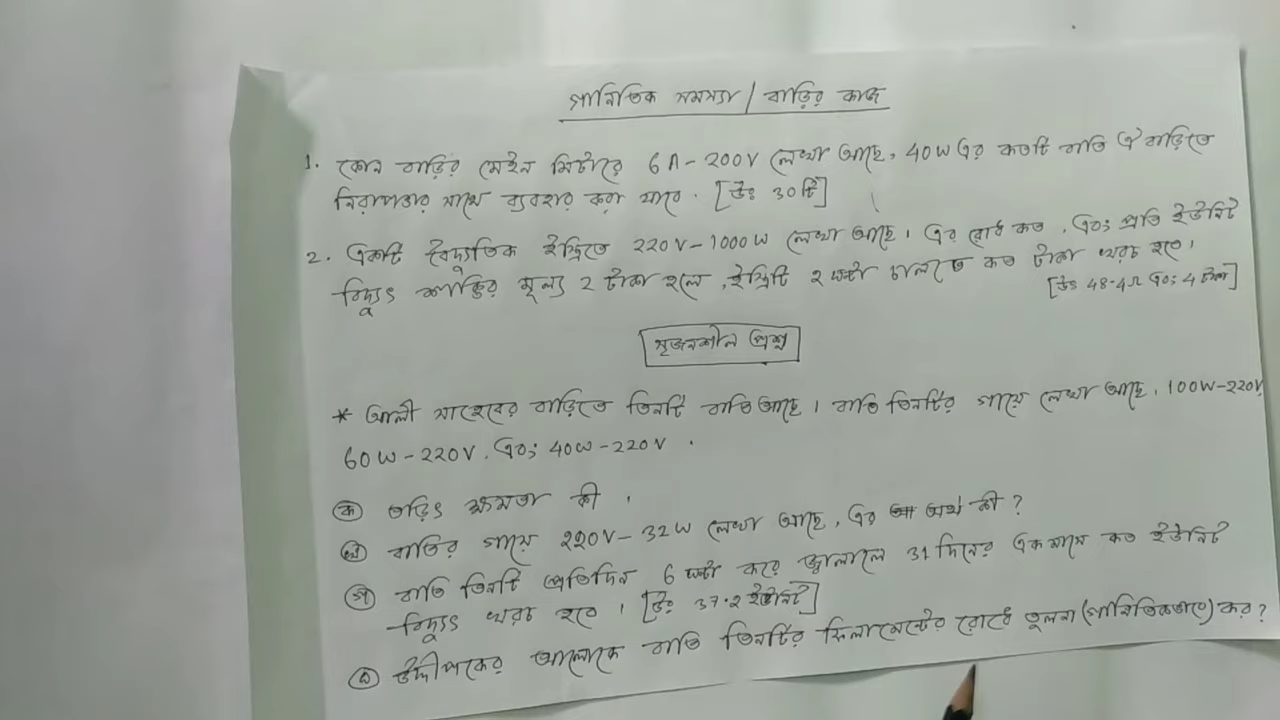 গানিতিক সমস্যা / বাড়ির কাজ
1. কোন বাড়ির মেইন মিটারে 6A-200V লেখা আছে, 40W এর কতটি বাতি ঐ বাড়িতে
নিরাপত্তার সাথে ব্যবহার করা যাবে. [উঃ 30টি]
2. একটি বৈদ্যুতিক ইস্ত্রিতে 220V-1000W লেখা আছে। এর রোধ কত, এবং প্রতি ইউনিট
বিদ্যুৎ শক্তির মূল্য 2 টাকা হলে, ইস্ত্রিটি ২ ঘন্টা চালাতে কত টাকা খরচ হবে।
[উঃ 48.4Ω এবং 4 টাকা]
সৃজনশীল প্রশ্ন
* আলী সাহেবের বাড়িতে তিনটি বাতি আছে। বাতি তিনটির গায়ে লেখা আছে, 100W-220V,
60W-220V, এবং 40W-220V.
ক তড়িৎ ক্ষমতা কী.
খ বাতির গায়ে 220V-32W লেখা আছে, এর অর্থ কী?
গ বাতি তিনটি প্রতিদিন 6 ঘন্টা করে জ্বালালে 31 দিনের এক মাসে কত ইউনিট
বিদ্যুৎ খরচ হবে। [উঃ 37.2 ইউনিট]
ঘ উদ্দীপকের আলোকে বাতি তিনটির ফিলামেন্টের রোধের তুলনা (গানিতিকভাবে) কর?